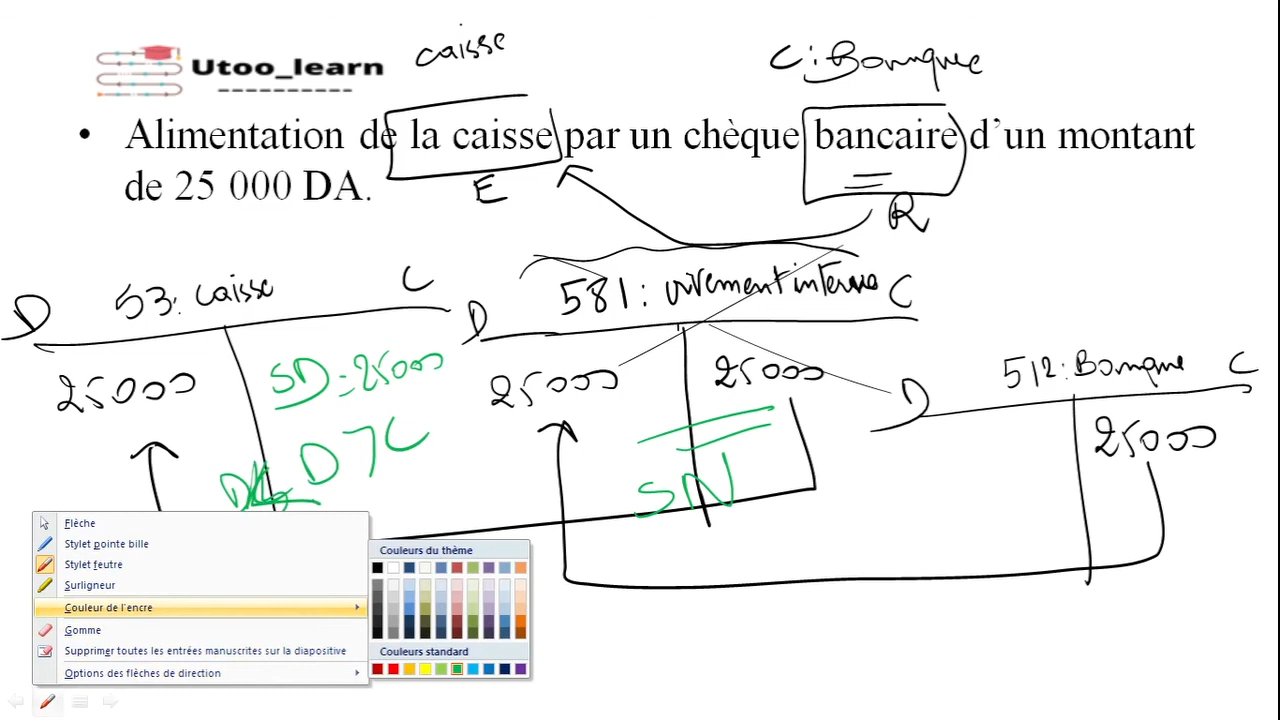 caisse
C: Banque
Utoo_learn
• Alimentation de la caisse par un chèque bancaire d'un montant
de 25 000 DA.
E
R
D 53: caisse C
D 581: virement interne C
D 512: Banque C
25000
SD=25000
25000
25000
25000
D>C
SN
Flèche
Stylet pointe bille
Stylet feutre
Surligneur
Couleur de l'encre
Gomme
Supprimer toutes les entrées manuscrites sur la diapositive
Options des flèches de direction
Couleurs du thème
Couleurs standard